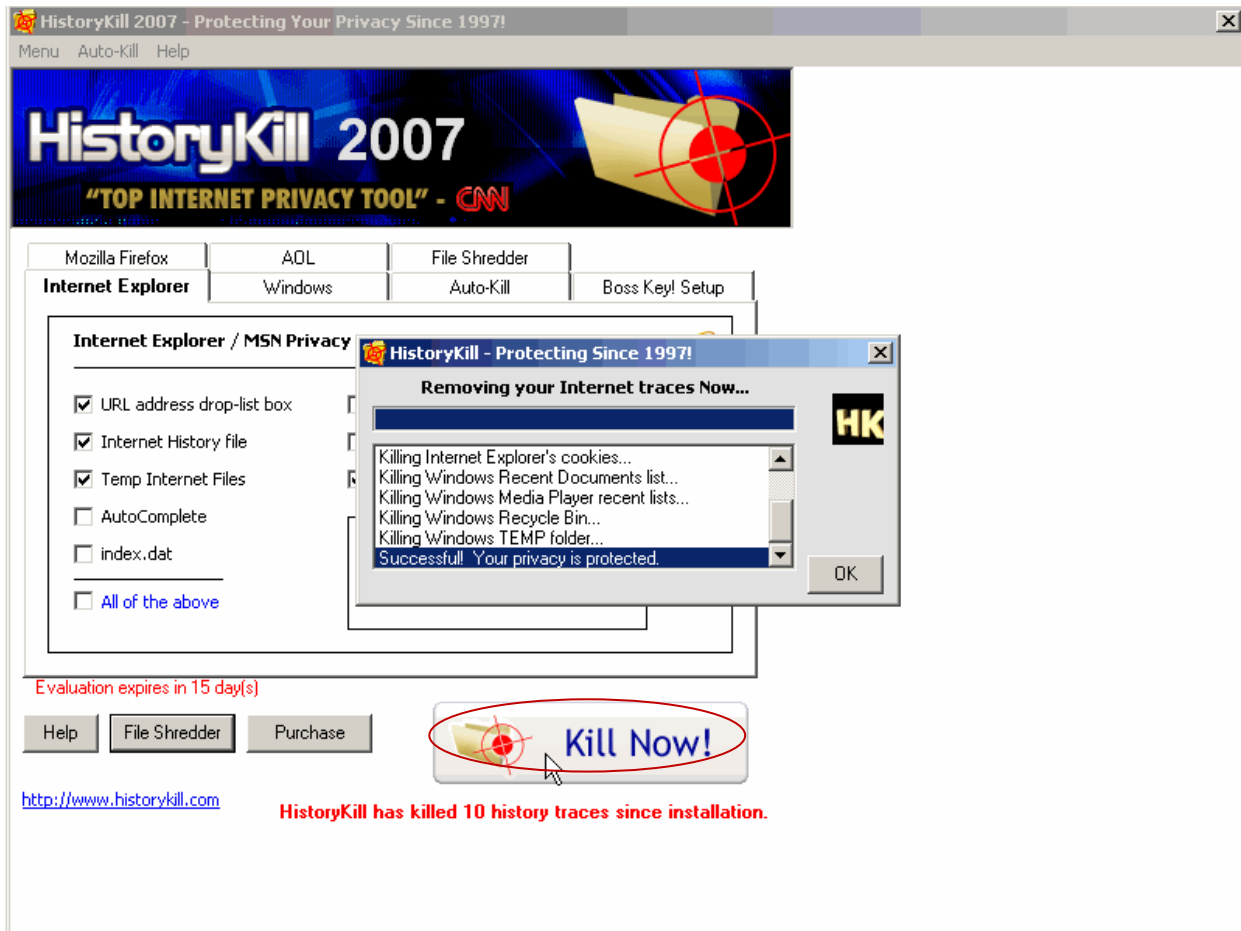 HistoryKill 2007 - Protecting Your Privacy Since 1997!
Menu Auto-Kill Help
HistoryKill 2007
"TOP INTERNET PRIVACY TOOL" - CNN
Mozilla Firefox AOL File Shredder
Internet Explorer Windows Auto-Kill Boss Key! Setup
Internet Explorer / MSN Privacy
URL address drop-list box
Internet History file
Temp Internet Files
AutoComplete
index.dat
All of the above
HistoryKill - Protecting Since 1997!
Removing your Internet traces Now...
HK
Killing Internet Explorer's cookies...
Killing Windows Recent Documents list...
Killing Windows Media Player recent lists...
Killing Windows Recycle Bin...
Killing Windows TEMP folder...
Successful! Your privacy is protected.
OK
Evaluation expires in 15 day(s)
Help File Shredder Purchase
Kill Now!
http://www.historykill.com
HistoryKill has killed 10 history traces since installation.